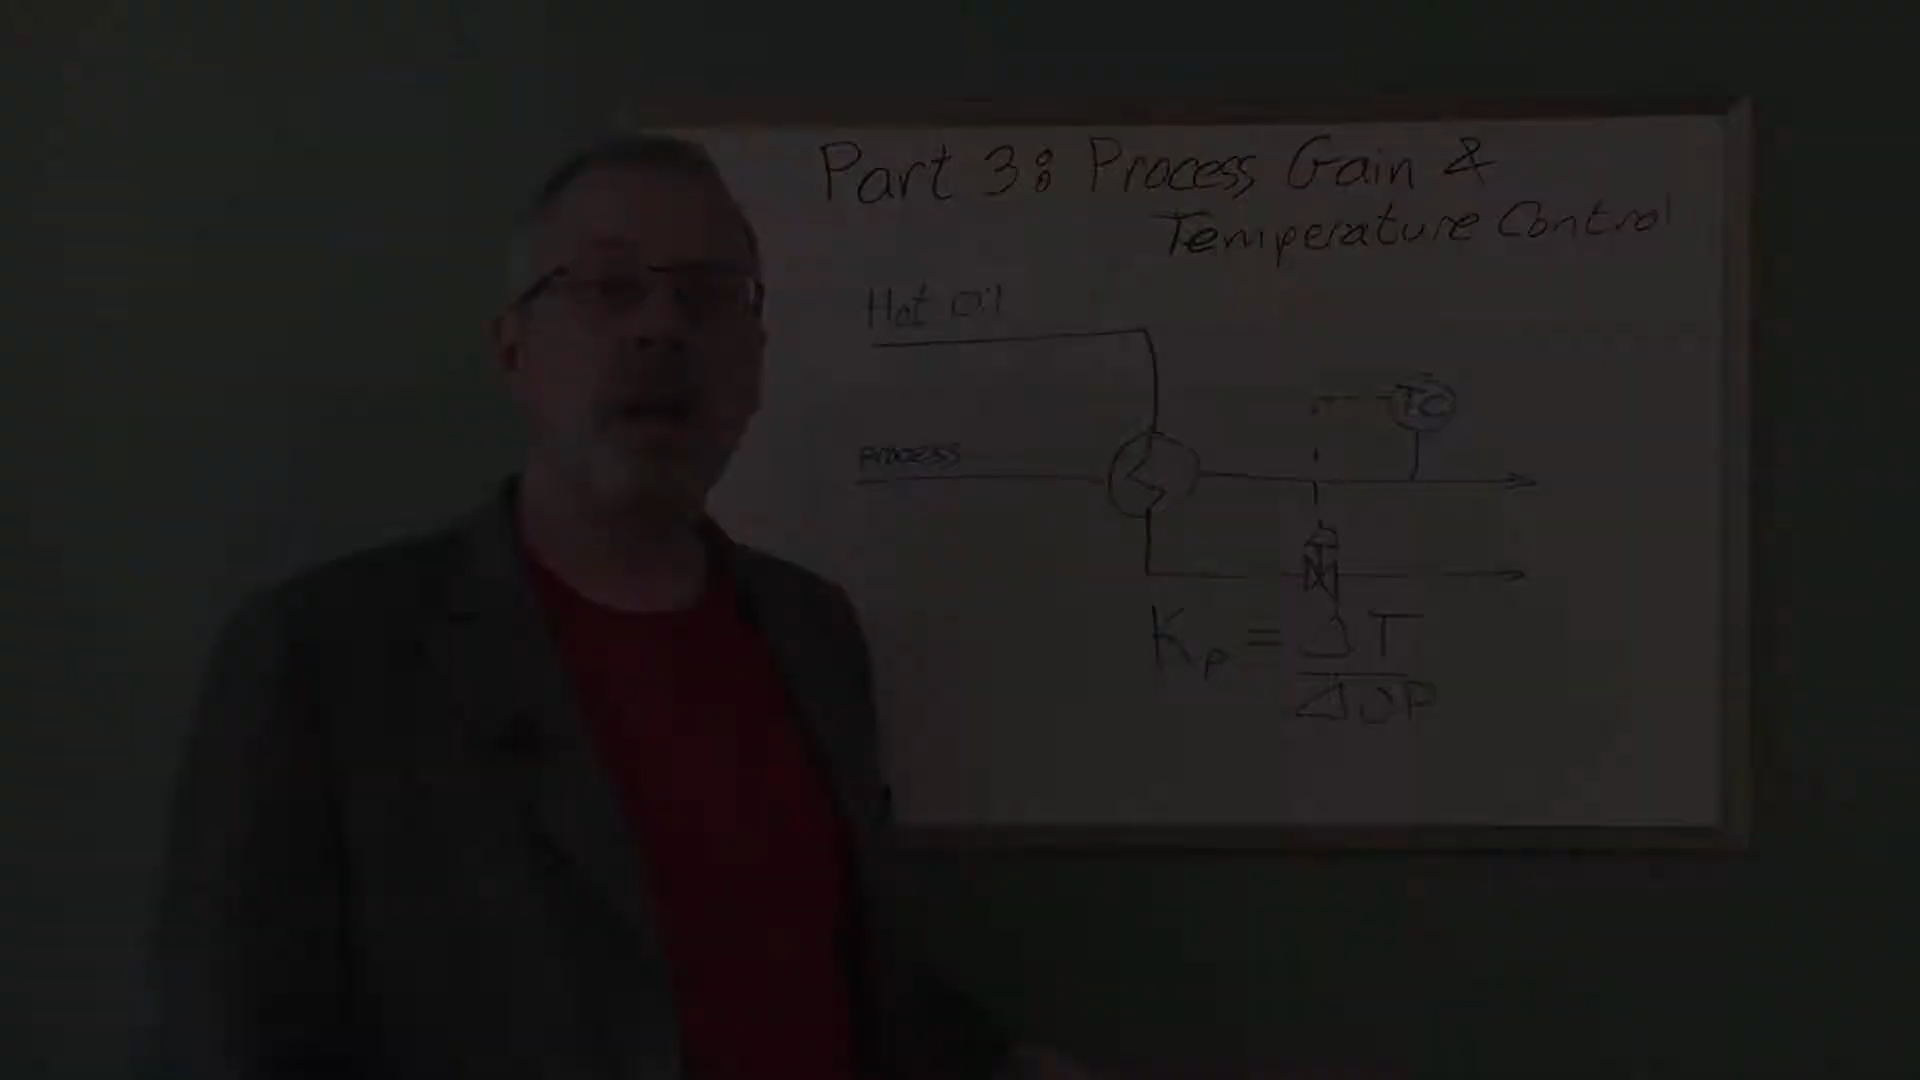 Part 3: Process Gain &
Temperature Control
Hot Oil
TC
process
Kp = ΔT
ΔOP